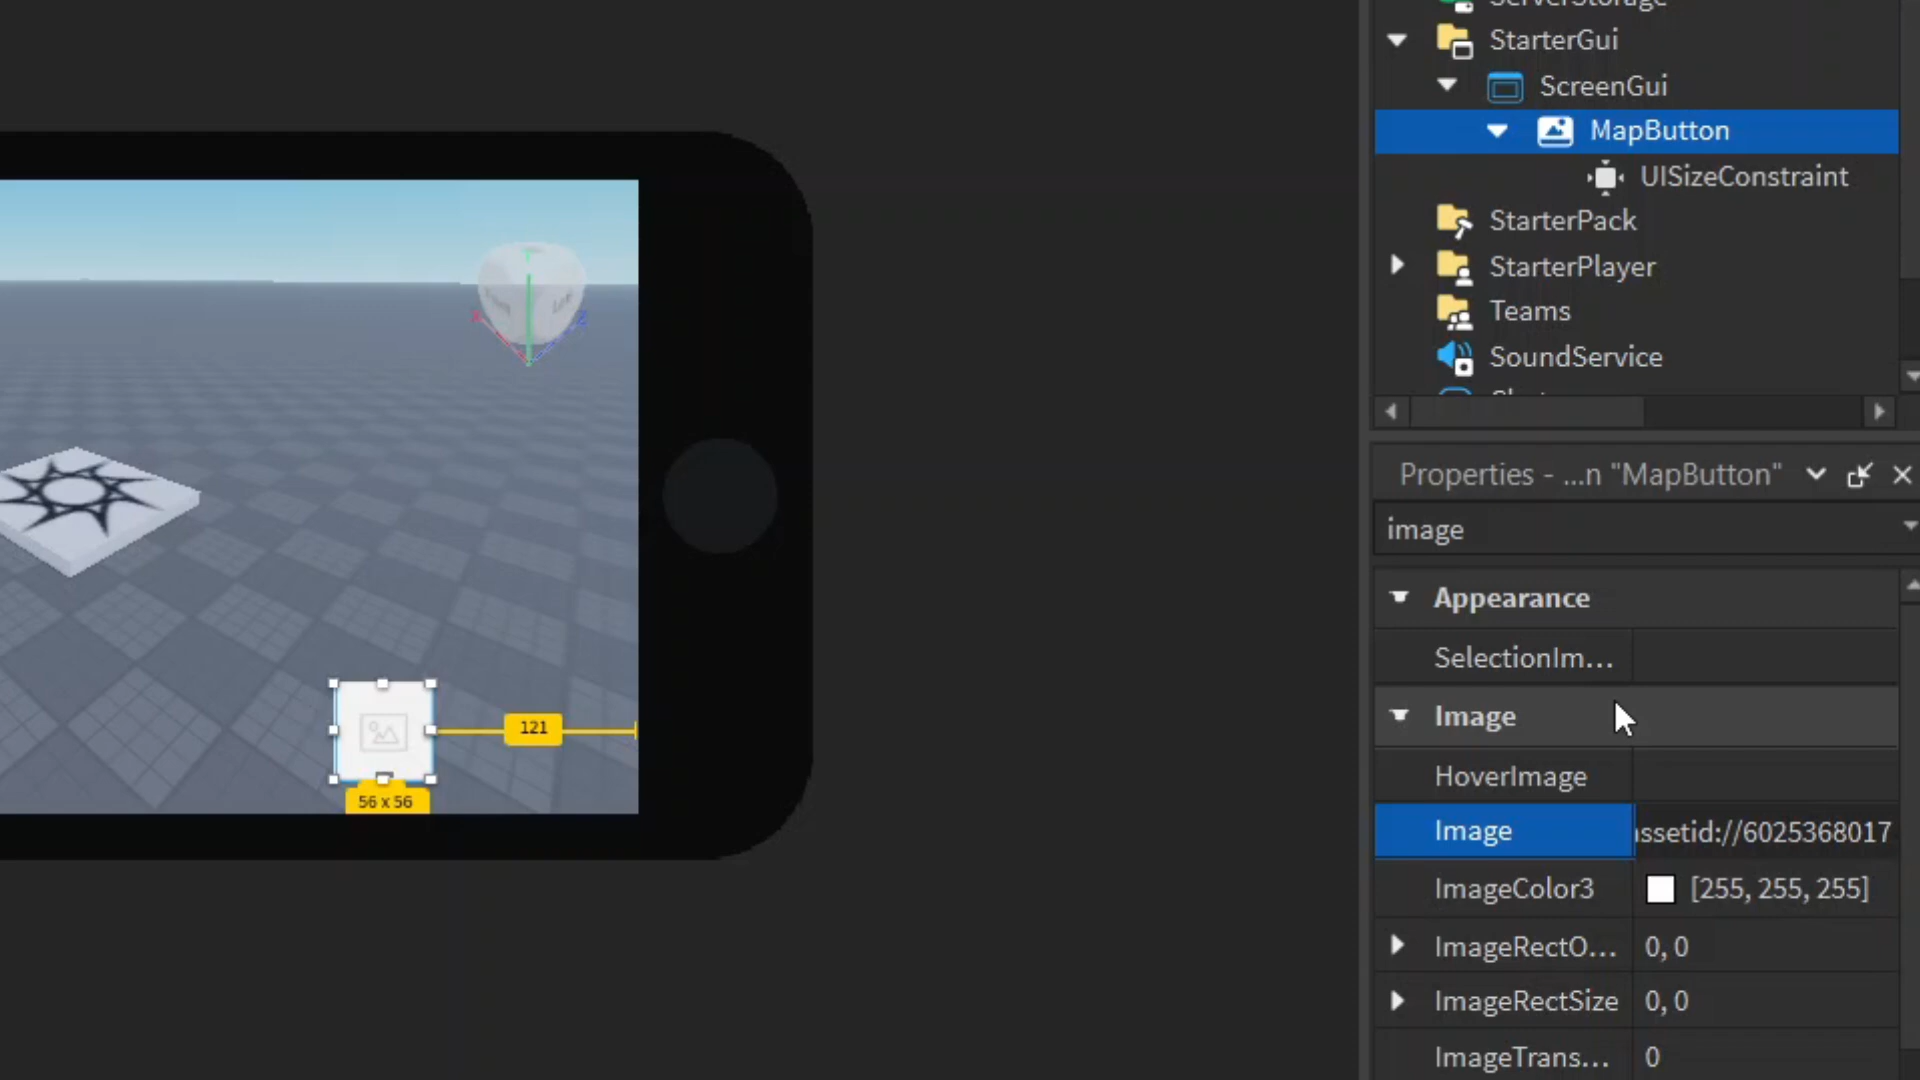 StarterGui
ScreenGui
MapButton
UISizeConstraint
StarterPack
StarterPlayer
Teams
SoundService
Properties - ...n "MapButton"
image
Appearance
SelectionIm...
Image
HoverImage
Image ssetid://6025368017
ImageColor3 [255, 255, 255]
ImageRectO... 0, 0
ImageRectSize 0, 0
ImageTrans... 0
121
56 x 56